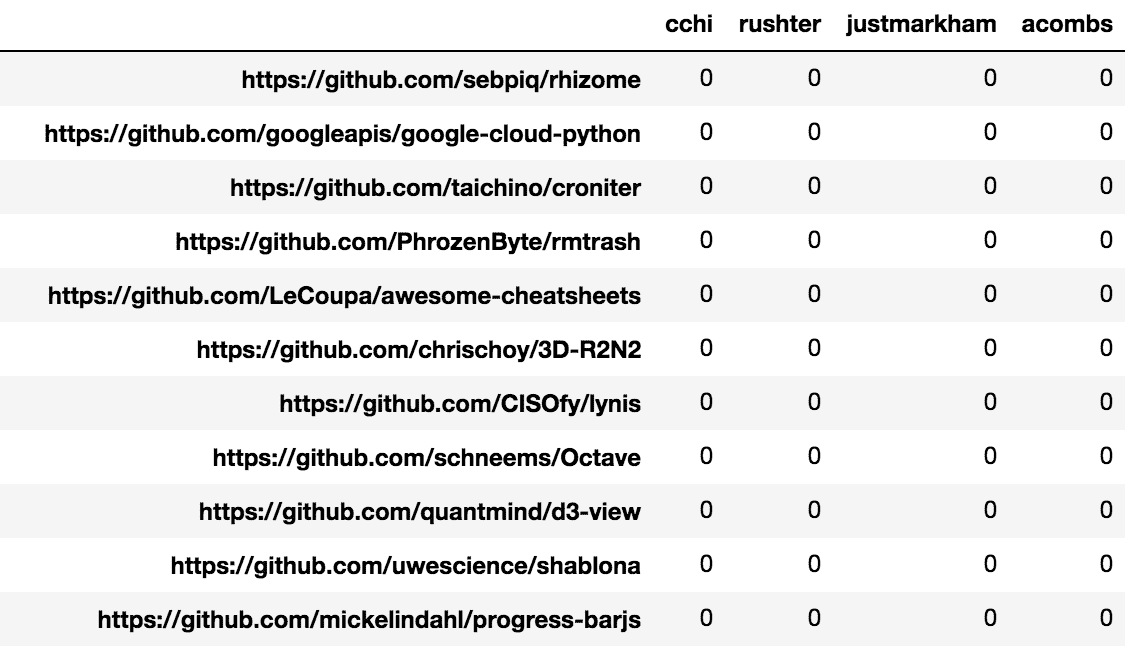 cchi rushter justmarkham acombs
https://github.com/sebpiq/rhizome 0 0 0 0
https://github.com/googleapis/google-cloud-python 0 0 0 0
https://github.com/taichino/croniter 0 0 0 0
https://github.com/PhrozenByte/rmtrash 0 0 0 0
https://github.com/LeCoupa/awesome-cheatsheets 0 0 0 0
https://github.com/chrischoy/3D-R2N2 0 0 0 0
https://github.com/CISOfy/lynis 0 0 0 0
https://github.com/schneems/Octave 0 0 0 0
https://github.com/quantmind/d3-view 0 0 0 0
https://github.com/uwescience/shablona 0 0 0 0
https://github.com/mickelindahl/progress-barjs 0 0 0 0